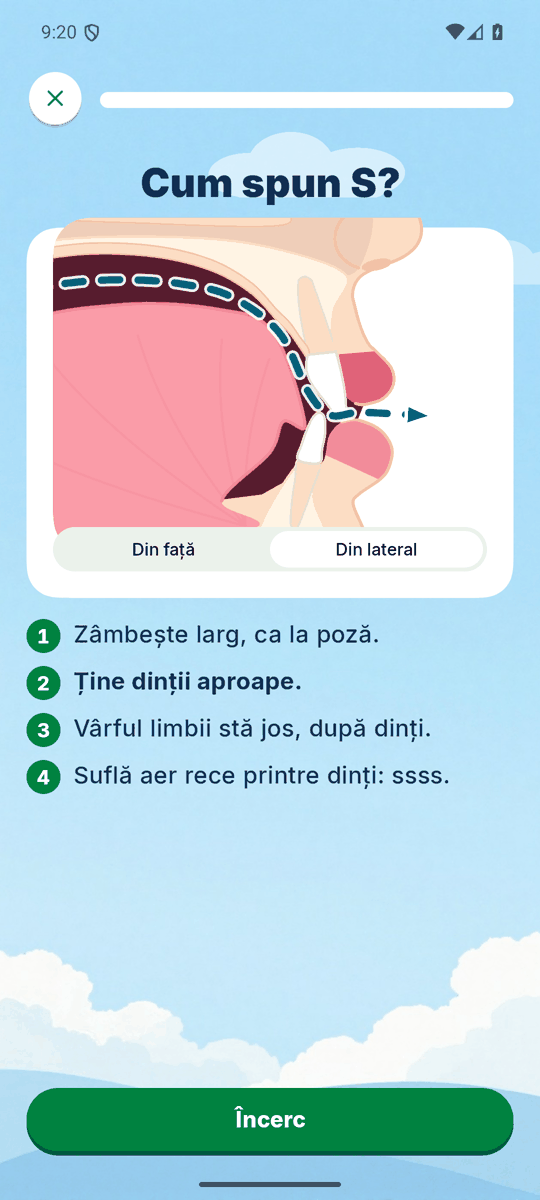 9:20
Cum spun S?
Din față
Din lateral
1 Zâmbește larg, ca la poză.
2 Ține dinții aproape.
3 Vârful limbii stă jos, după dinți.
4 Suflă aer rece printre dinți: ssss.
Încerc